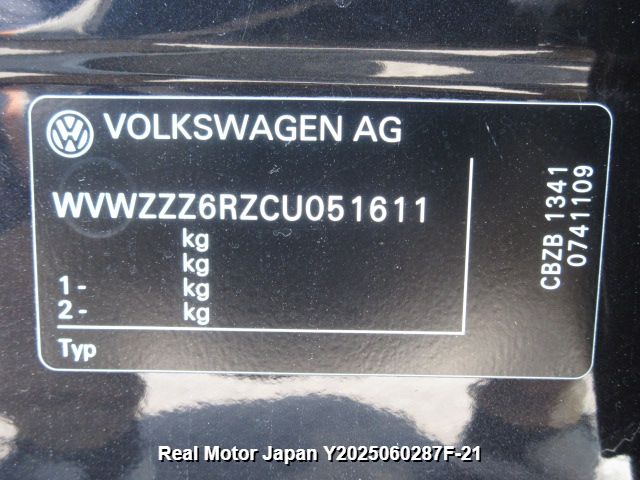 VOLKSWAGEN AG
WVWZZZ6RZCU051611
kg
kg
1- kg
2- kg
Typ
CBZB 1341
0741109
Real Motor Japan Y2025060287F-21